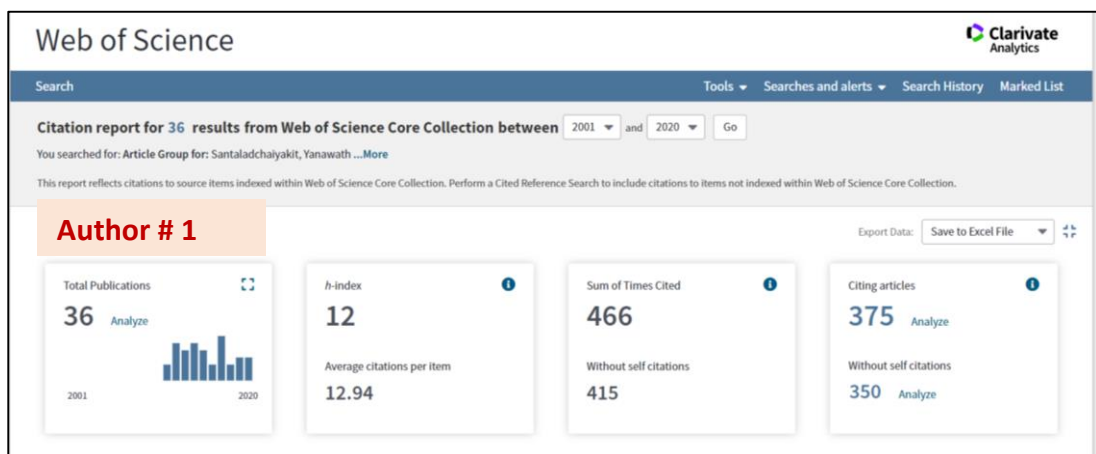 Web of Science
Clarivate
Analytics
Search
Tools Searches and alerts Search History Marked List
Citation report for 36 results from Web of Science Core Collection between 2001 and 2020 Go
You searched for: Article Group for: Santaladchaiyakit, Yanawath ...More
This report reflects citations to source items indexed within Web of Science Core Collection. Perform a Cited Reference Search to include citations to items not indexed within Web of Science Core Collection.
Author # 1
Export Data: Save to Excel File
Total Publications
36 Analyze
2001 2020
h-index
12
Average citations per item
12.94
Sum of Times Cited
466
Without self citations
415
Citing articles
375 Analyze
Without self citations
350 Analyze